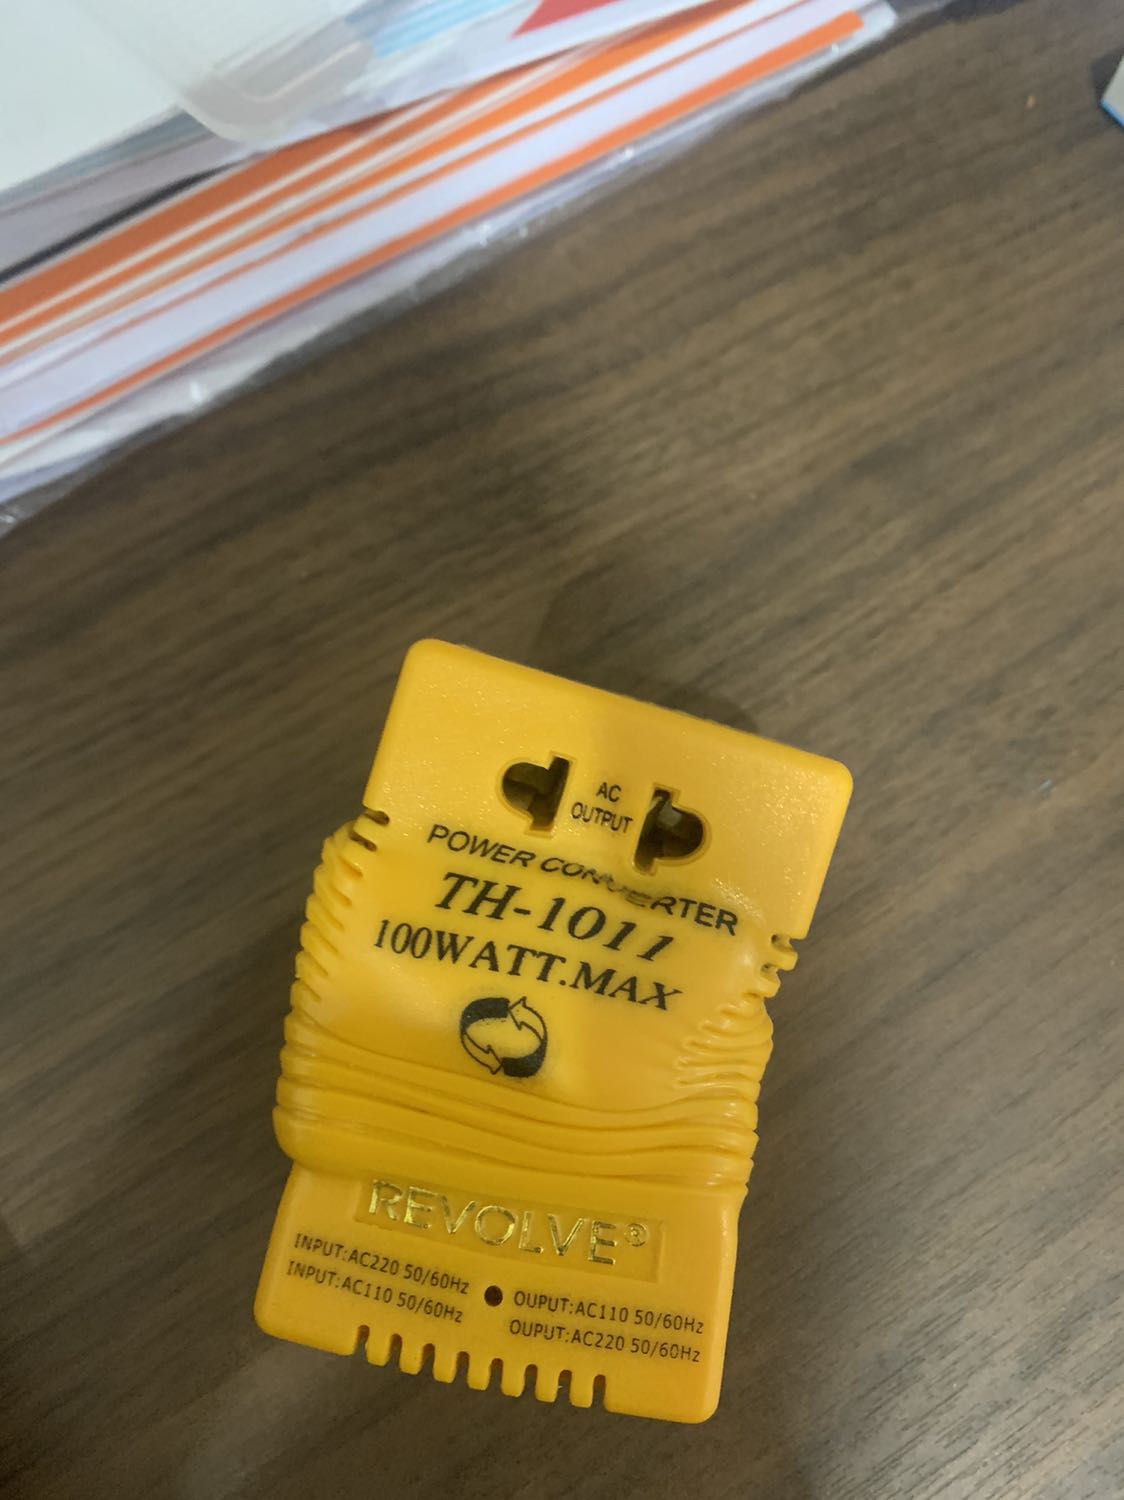 AC
OUTPUT
POWER CONVERTER
TH-1011
100WATT.MAX
REVOLVE®
INPUT:AC220 50/60Hz
INPUT:AC110 50/60Hz
OUPUT:AC110 50/60Hz
OUPUT:AC220 50/60Hz